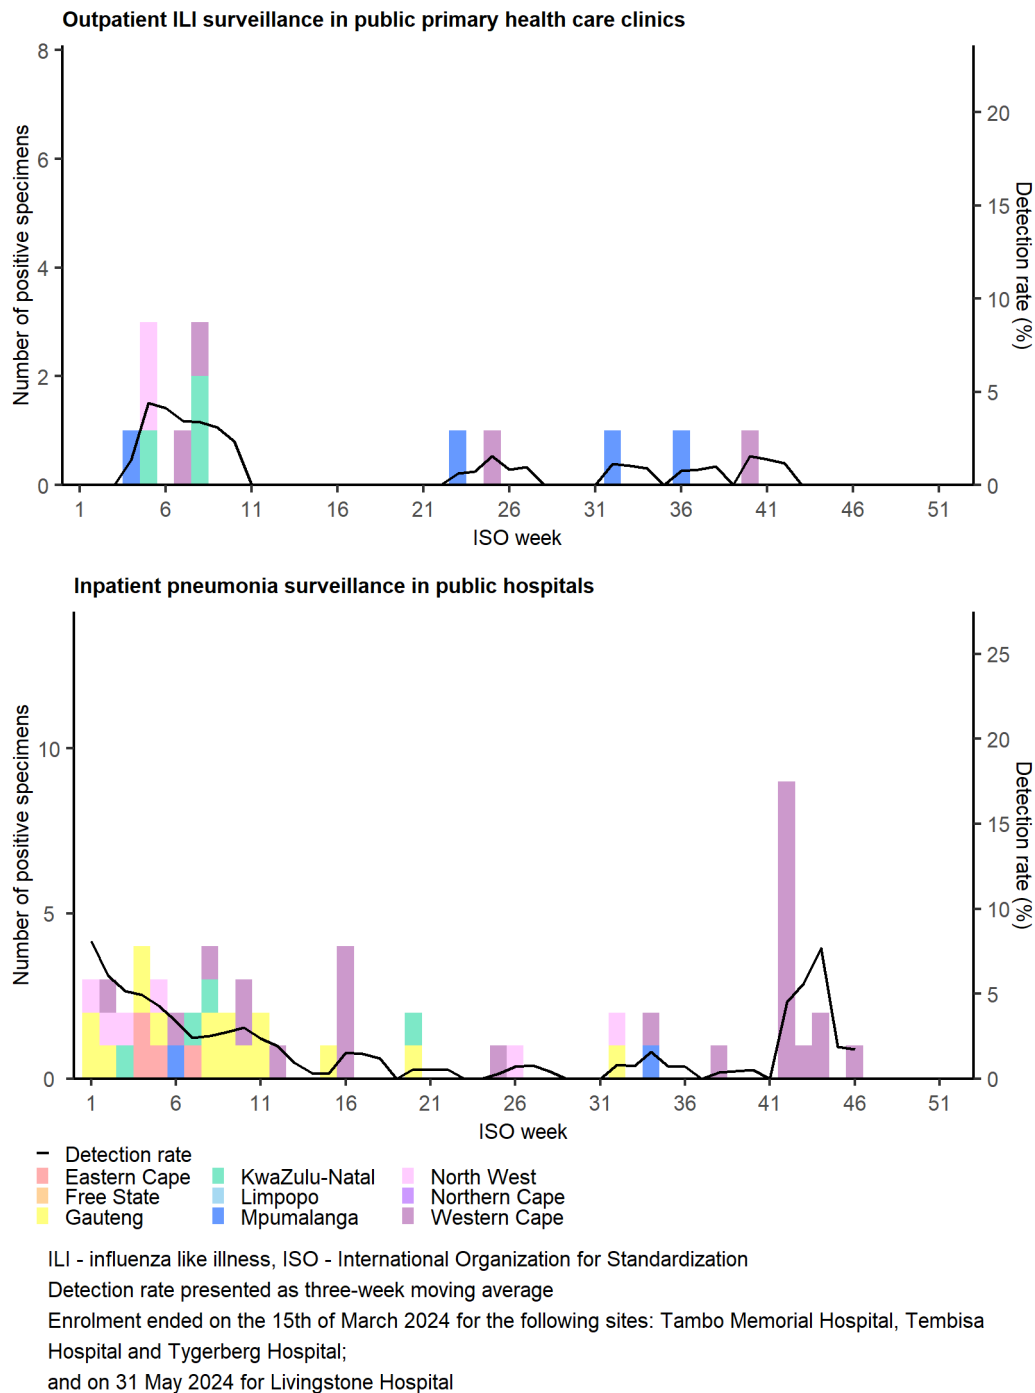 Outpatient ILI surveillance in public primary health care clinics
Number of positive specimens
8
6
4
2
0
20
15
10
5
0
Detection rate (%)
1 6 11 16 21 26 31 36 41 46 51
ISO week
Inpatient pneumonia surveillance in public hospitals
Number of positive specimens
10
5
0
25
20
15
10
5
0
Detection rate (%)
1 6 11 16 21 26 31 36 41 46 51
ISO week
Detection rate
Eastern Cape KwaZulu-Natal North West
Free State Limpopo Northern Cape
Gauteng Mpumalanga Western Cape
ILI - influenza like illness, ISO - International Organization for Standardization
Detection rate presented as three-week moving average
Enrolment ended on the 15th of March 2024 for the following sites: Tambo Memorial Hospital, Tembisa
Hospital and Tygerberg Hospital;
and on 31 May 2024 for Livingstone Hospital